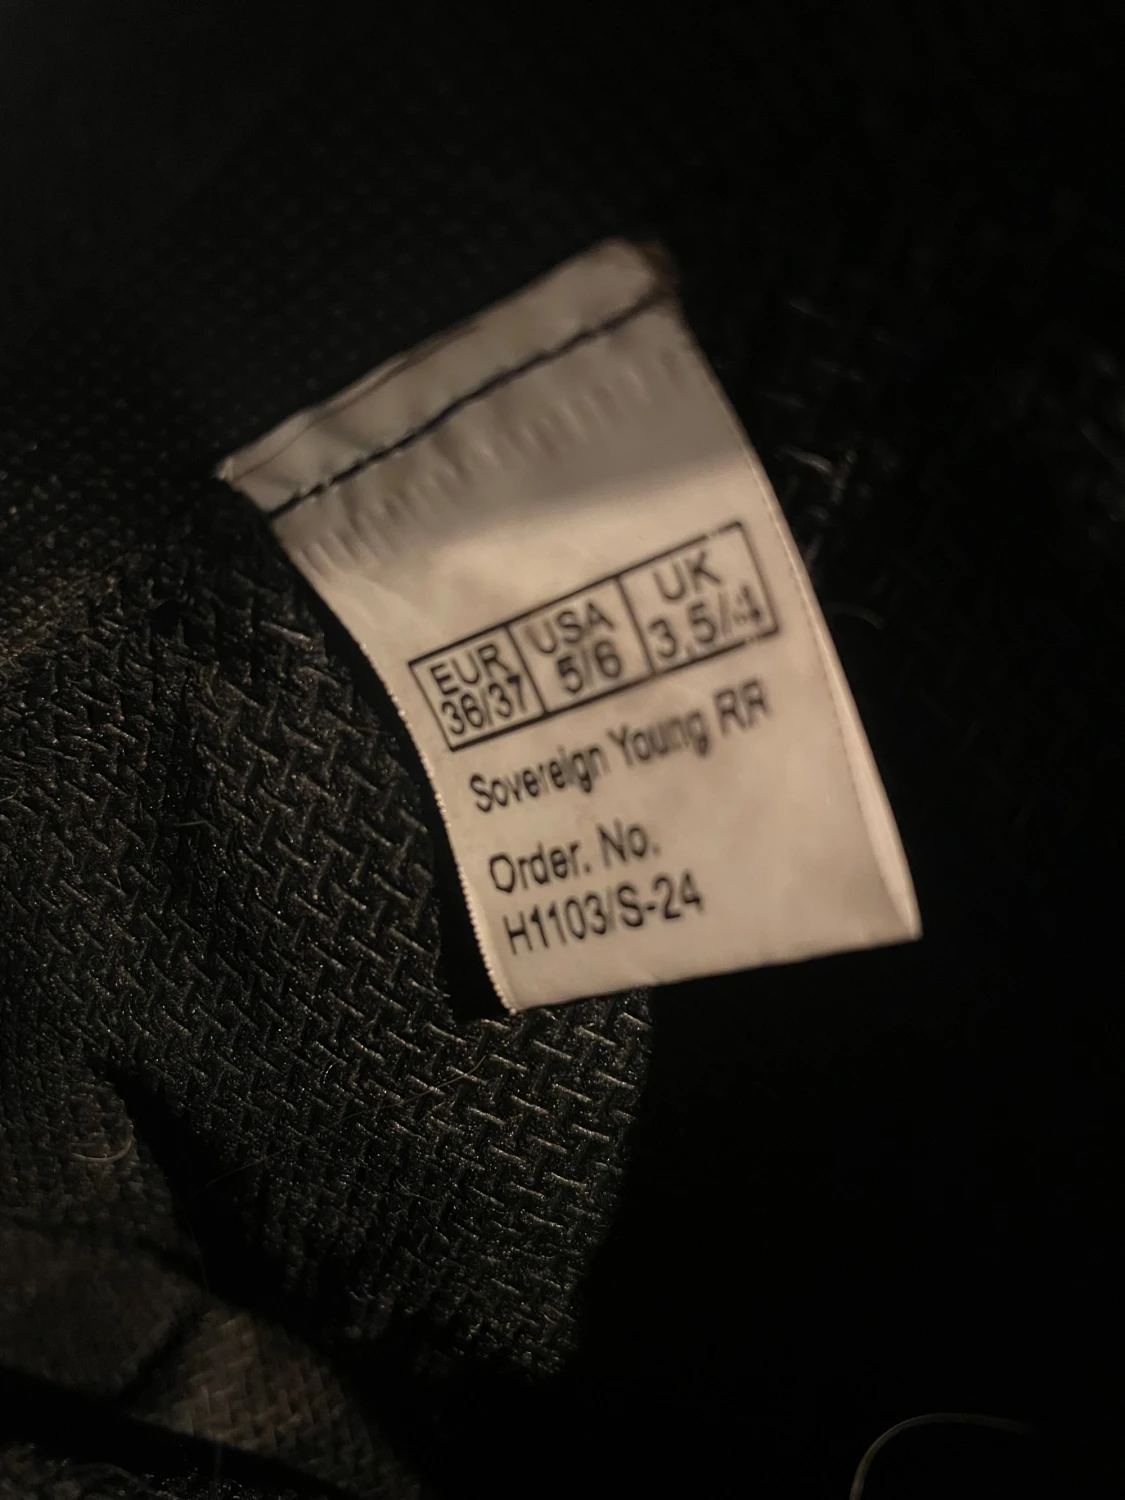 EUR USA UK
36/37 5/6 3,5/4
Sovereign Young RR
Order. No.
H1103/S-24